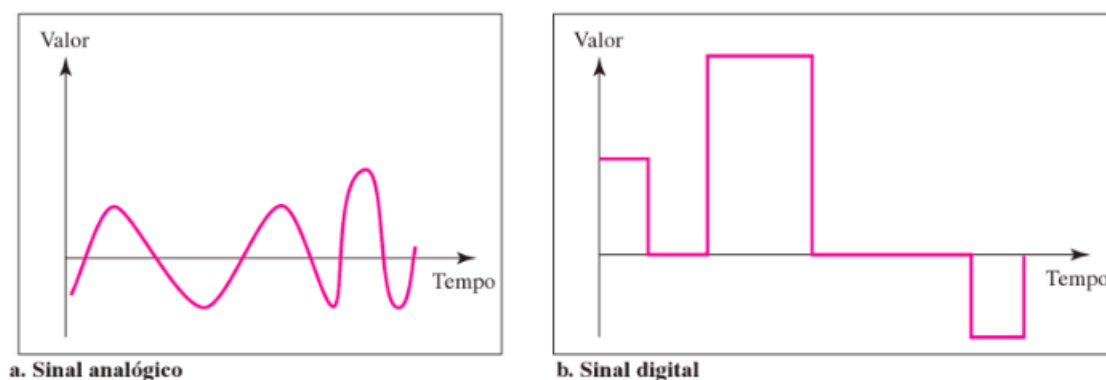 Valor
Tempo
a. Sinal analógico
Valor
Tempo
b. Sinal digital